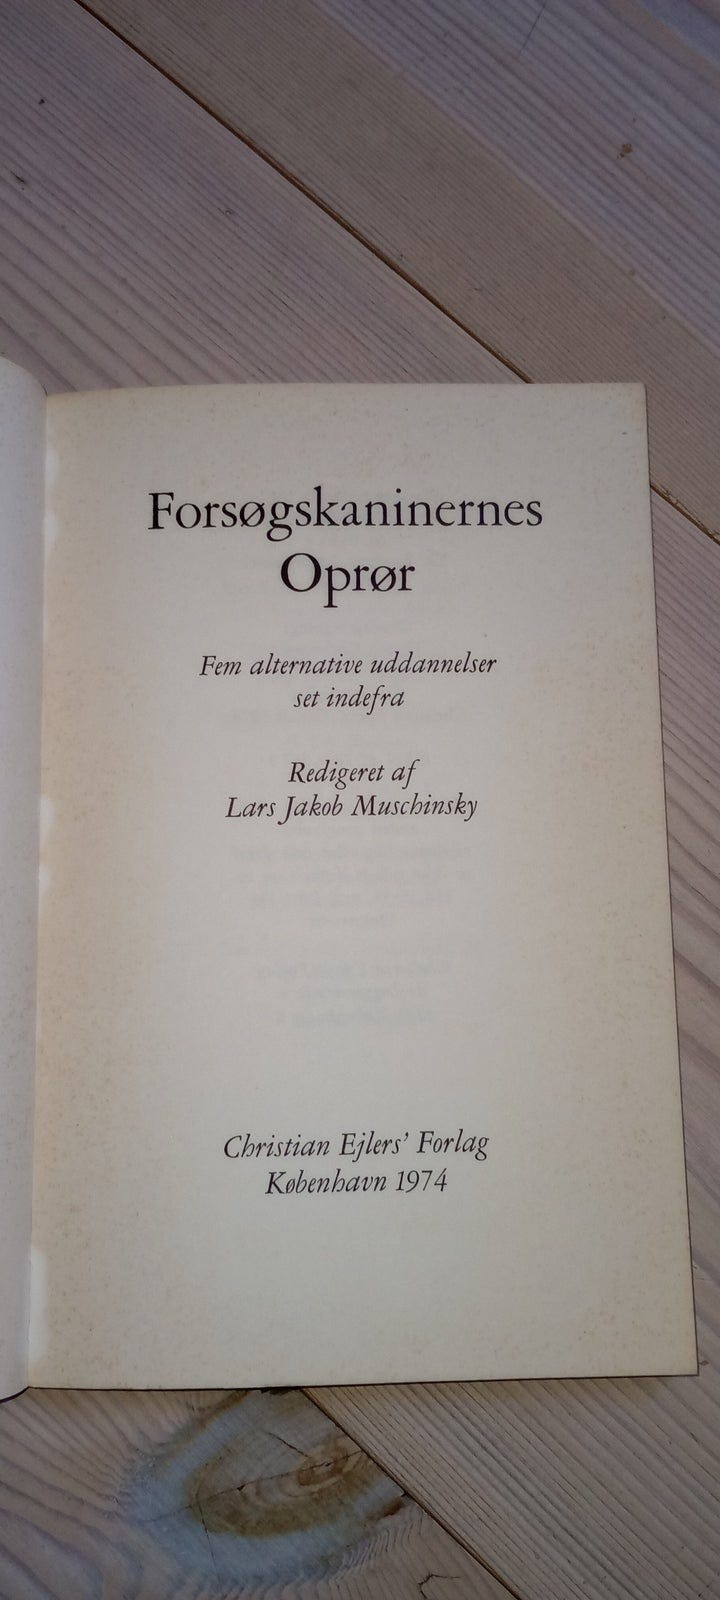 Forsøgskaninernes
Oprør
Fem alternative uddannelser
set indefra
Redigeret af
Lars Jakob Muschinsky
Christian Ejlers' Forlag
København 1974